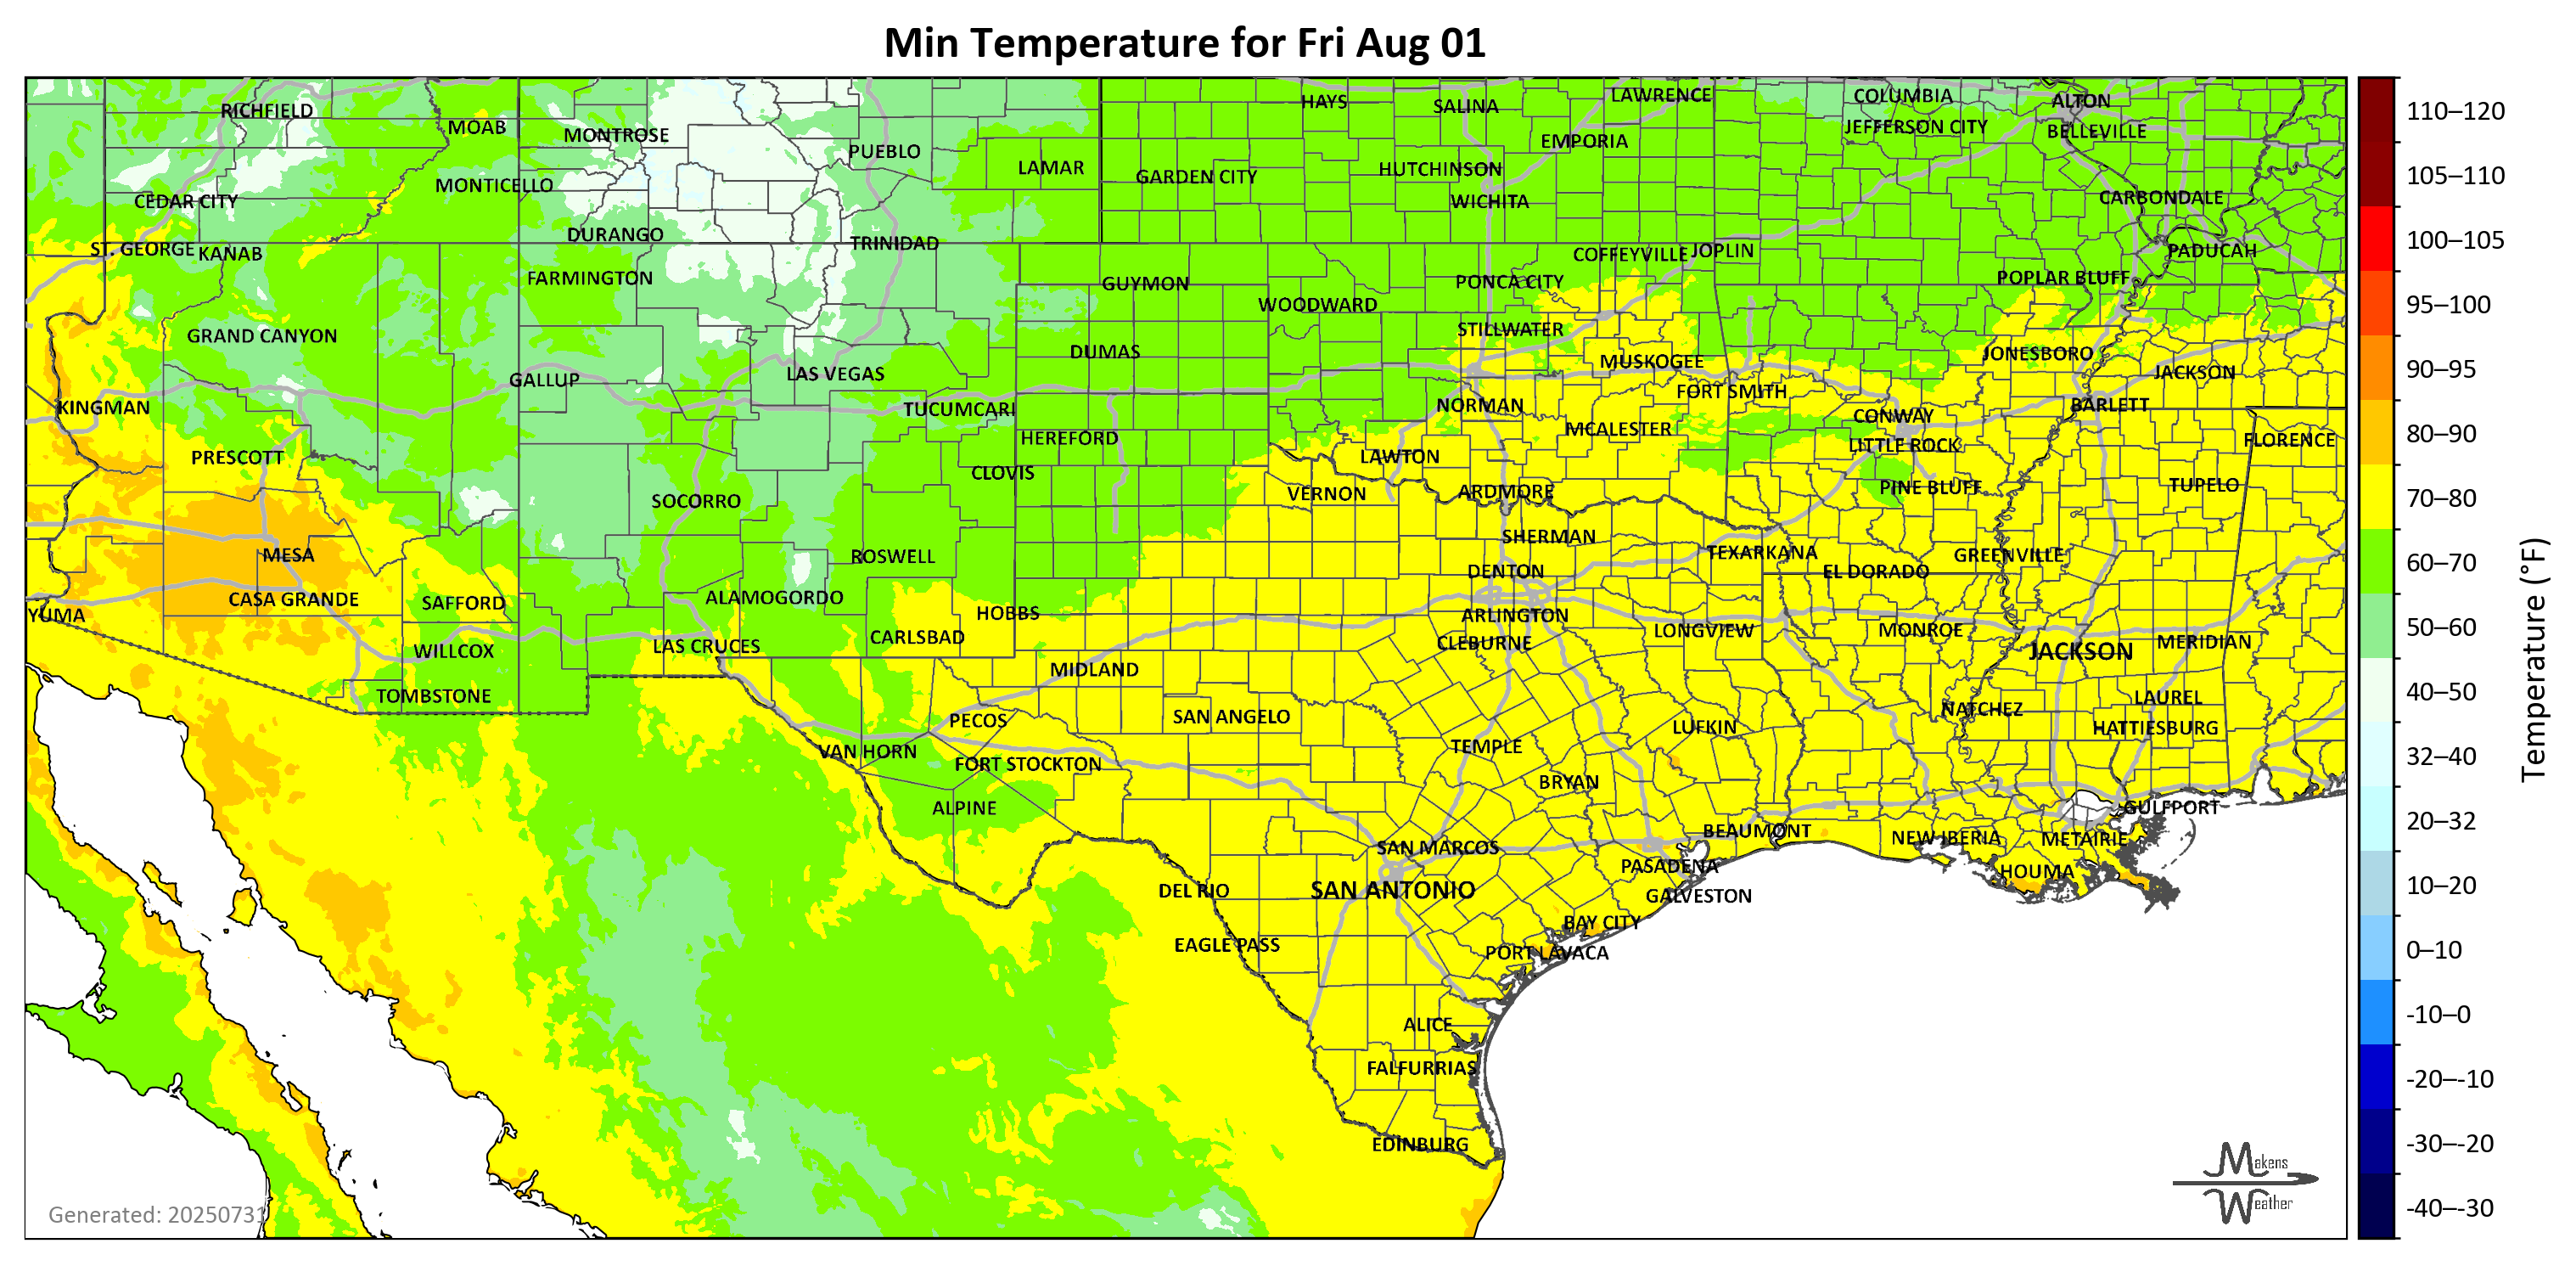 Min Temperature for Fri Aug 01
RICHFIELD
MOAB
MONTROSE
PUEBLO
LAMAR
HAYS
SALINA
LAWRENCE
COLUMBIA
ALTON
EMPORIA
JEFFERSON CITY
BELLEVILLE
MONTICELLO
GARDEN CITY
HUTCHINSON
CEDAR CITY
WICHITA
CARBONDALE
DURANGO
TRINIDAD
ST. GEORGE
KANAB
COFFEYVILLE
JOPLIN
PADUCAH
FARMINGTON
GUYMON
PONCA CITY
POPLAR BLUFF
WOODWARD
GRAND CANYON
STILLWATER
DUMAS
MUSKOGEE
JONESBORO
GALLUP
LAS VEGAS
JACKSON
FORT SMITH
KINGMAN
TUCUMCARI
NORMAN
CONWAY
BARLETT
HEREFORD
MCALESTER
LITTLE ROCK
FLORENCE
PRESCOTT
CLOVIS
LAWTON
SOCORRO
VERNON
ARDMORE
PINE BLUFF
TUPELO
MESA
ROSWELL
SHERMAN
TEXARKANA
GREENVILLE
DENTON
EL DORADO
CASA GRANDE
SAFFORD
ALAMOGORDO
HOBBS
ARLINGTON
YUMA
CARLSBAD
CLEBURNE
LONGVIEW
MONROE
MERIDIAN
WILLCOX
LAS CRUCES
MIDLAND
JACKSON
TOMBSTONE
LAUREL
PECOS
SAN ANGELO
NATCHEZ
VAN HORN
TEMPLE
LUFKIN
HATTIESBURG
FORT STOCKTON
BRYAN
ALPINE
GULFPORT
SAN MARCOS
BEAUMONT
NEW IBERIA
METAIRIE
PASADENA
HOUMA
DEL RIO
SAN ANTONIO
GALVESTON
BAY CITY
EAGLE PASS
PORT LAVACA
ALICE
FALFURRIAS
EDINBURG
Generated: 20250731
Makens
Weather
110–120
105–110
100–105
95–100
90–95
80–90
70–80
60–70
50–60
40–50
32–40
20–32
10–20
0–10
-10–0
-20–-10
-30–-20
-40–-30
Temperature (°F)